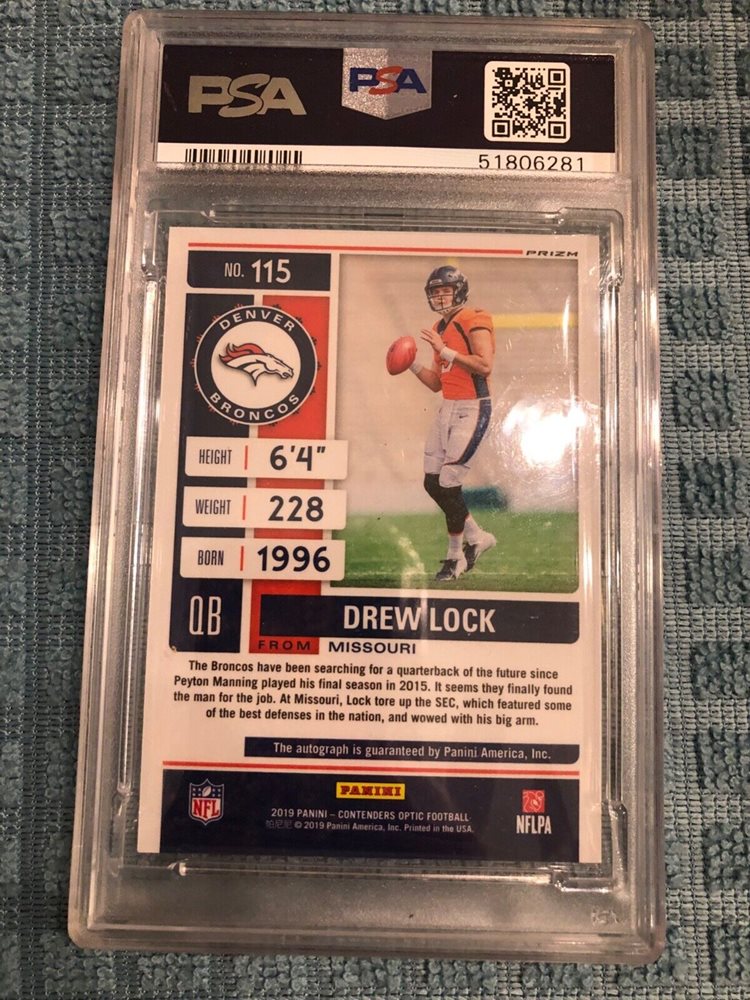 PSA PSA
51806281
PRIZM
NO. 115
DENVER
BRONCOS
HEIGHT 6'4"
WEIGHT 228
BORN 1996
QB DREW LOCK
FROM MISSOURI
The Broncos have been searching for a quarterback of the future since
Peyton Manning played his final season in 2015. It seems they finally found
the man for the job. At Missouri, Lock tore up the SEC, which featured some
of the best defenses in the nation, and wowed with his big arm.
The autograph is guaranteed by Panini America, Inc.
NFL
PANINI
2019 PANINI – CONTENDERS OPTIC FOOTBALL
帕尼尼 © 2019 Panini America, Inc. Printed in the USA.
NFLPA